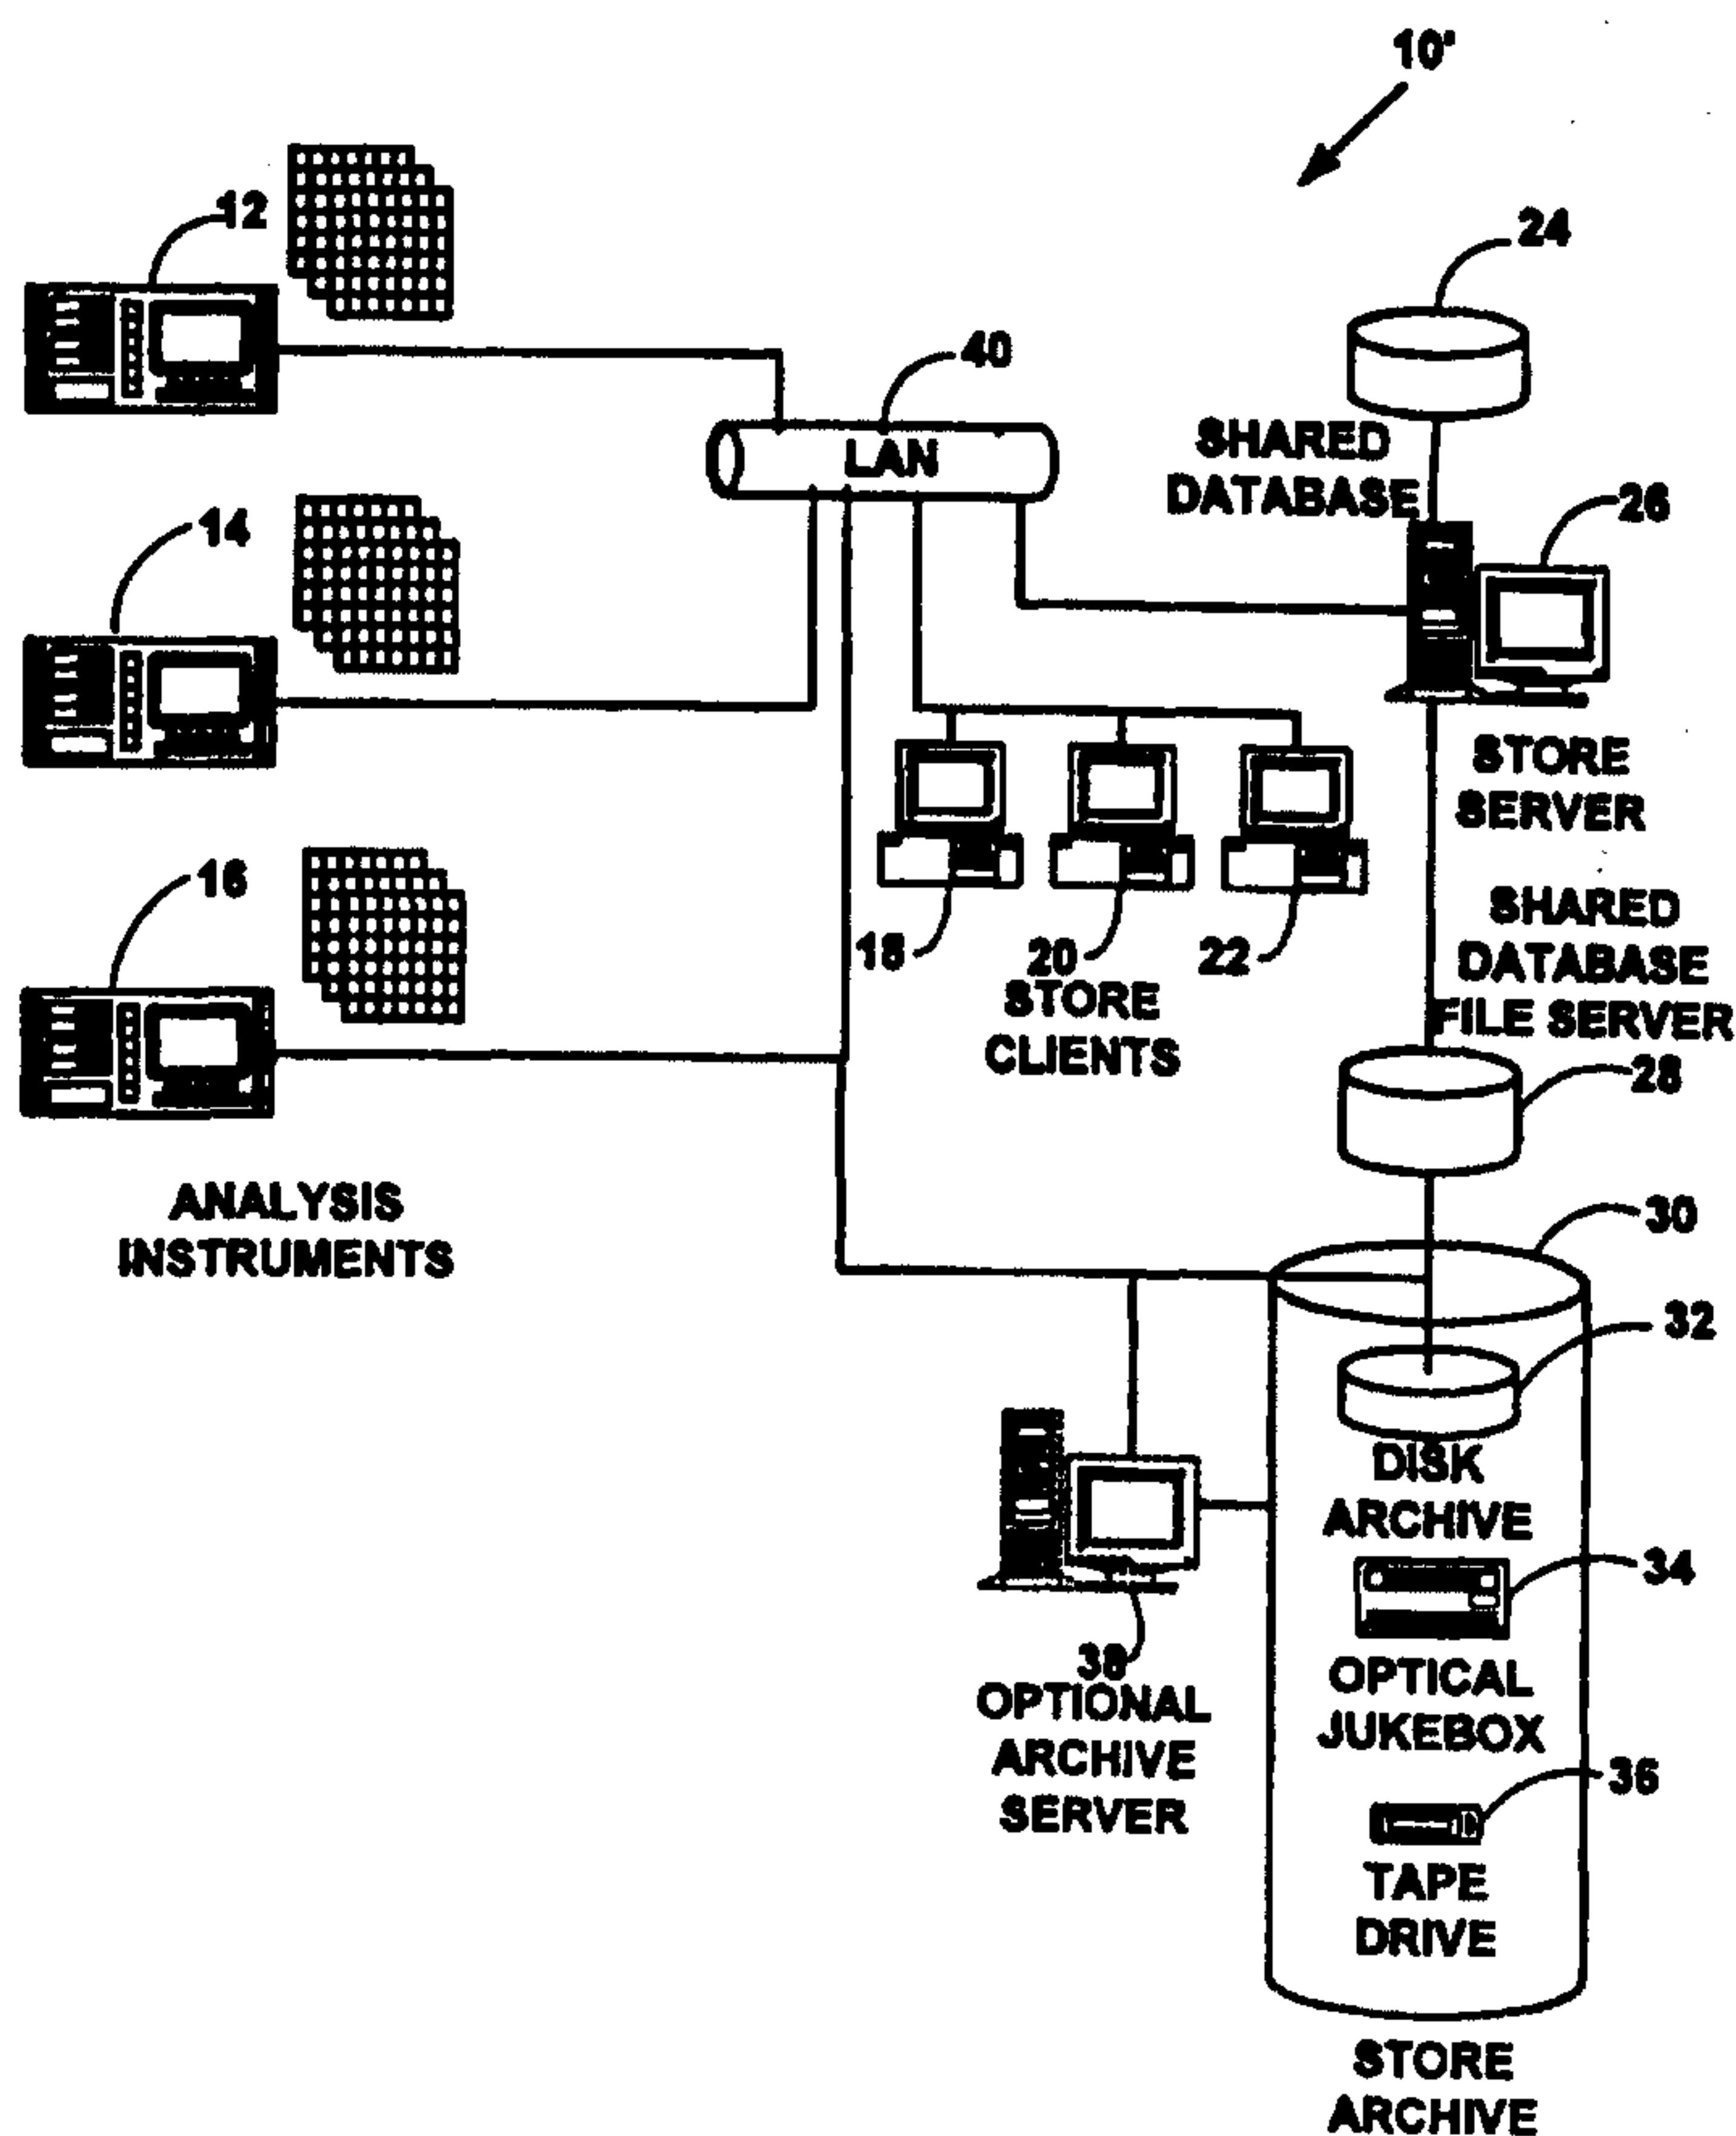 10'
12
24
40
LAN
SHARED
DATABASE
26
14
STORE
SERVER
16
18
20
22
STORE
CLIENTS
SHARED
DATABASE
FILE SERVER
28
ANALYSIS
INSTRUMENTS
30
32
DISK
ARCHIVE
34
38
OPTIONAL
ARCHIVE
SERVER
OPTICAL
JUKEBOX
36
TAPE
DRIVE
STORE
ARCHIVE